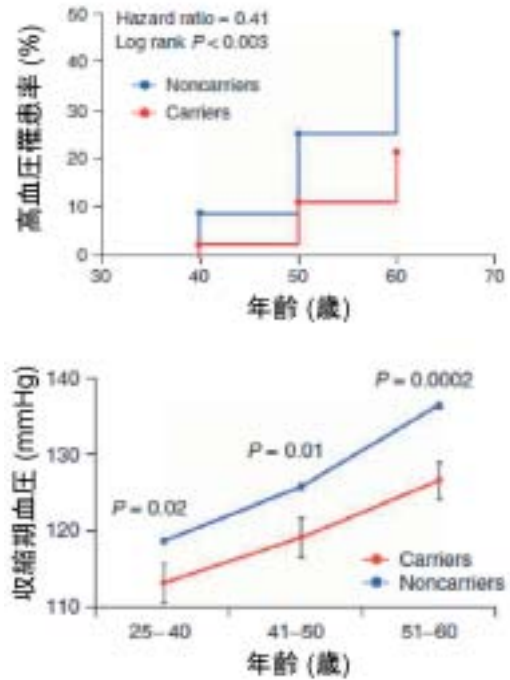 50
Hazard ratio = 0.41
Log rank P < 0.003
40
Noncarriers
30
Carriers
20
10
0
高血圧罹患率 (%)
30 40 50 60 70
年齢 (歳)
140
P = 0.0002
130
P = 0.01
P = 0.02
120
Carriers
Noncarriers
110
収縮期血圧 (mmHg)
25–40 41–50 51–60
年齢 (歳)